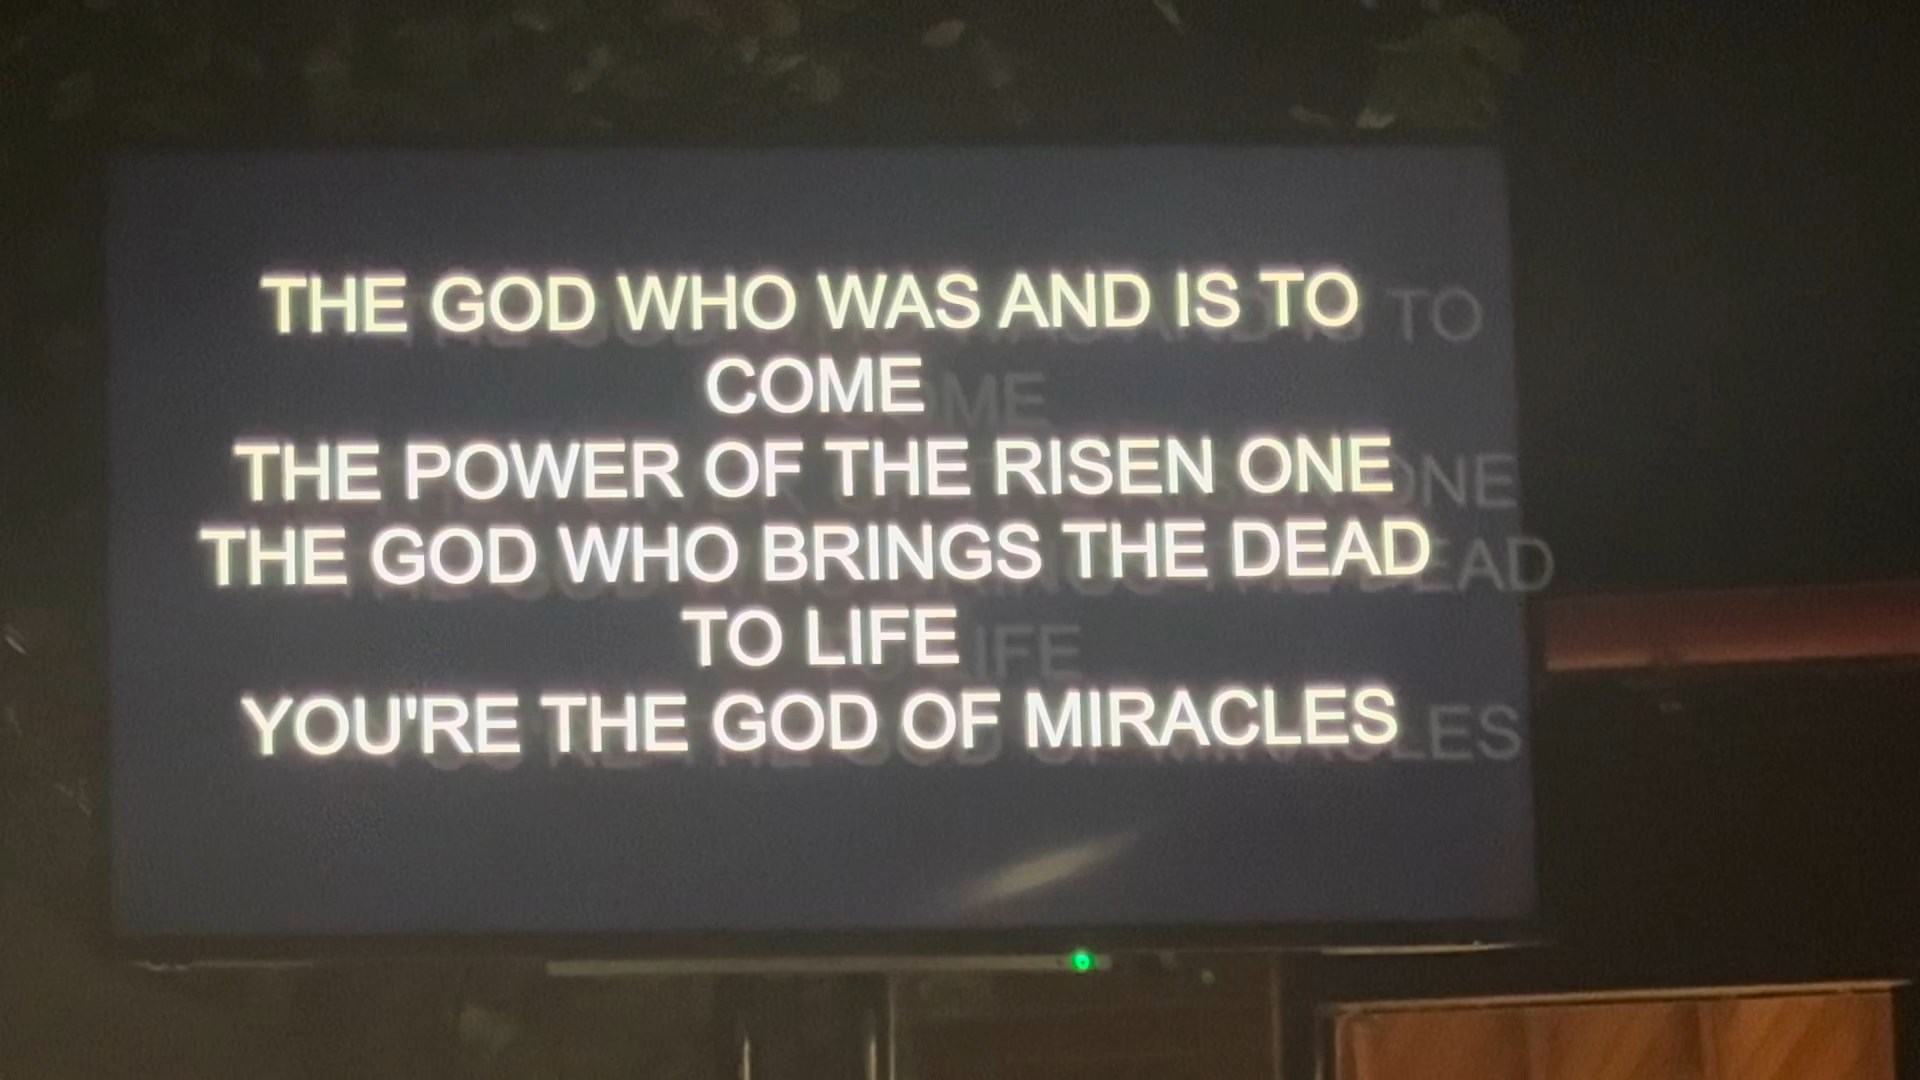 THE GOD WHO WAS AND IS TO
COME
THE POWER OF THE RISEN ONE
THE GOD WHO BRINGS THE DEAD
TO LIFE
YOU'RE THE GOD OF MIRACLES